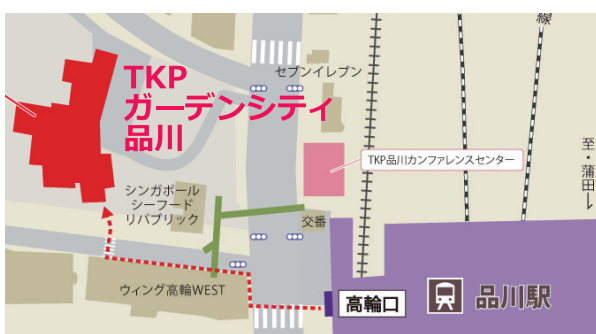 線
セブンイレブン
TKP
ガーデンシティ
品川
TKP品川カンファレンスセンター
至・蒲田↓
シンガポール
シーフード
リパブリック
交番
ウィング高輪WEST
高輪口
品川駅